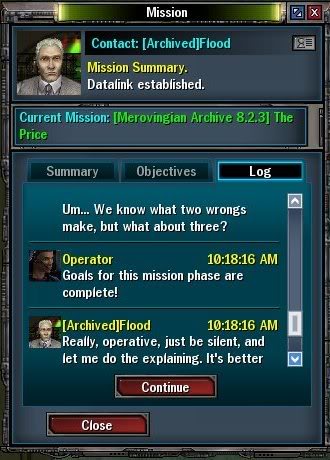 Mission
Contact: [Archived]Flood
Mission Summary.
Datalink established.
Current Mission: [Merovingian Archive 8.2.3] The
Price
Summary
Objectives
Log
Um... We know what two wrongs
make, but what about three?
Operator 10:18:16 AM
Goals for this mission phase are
complete!
[Archived]Flood 10:18:16 AM
Really, operative, just be silent, and
let me do the explaining. It's better
Continue
Close